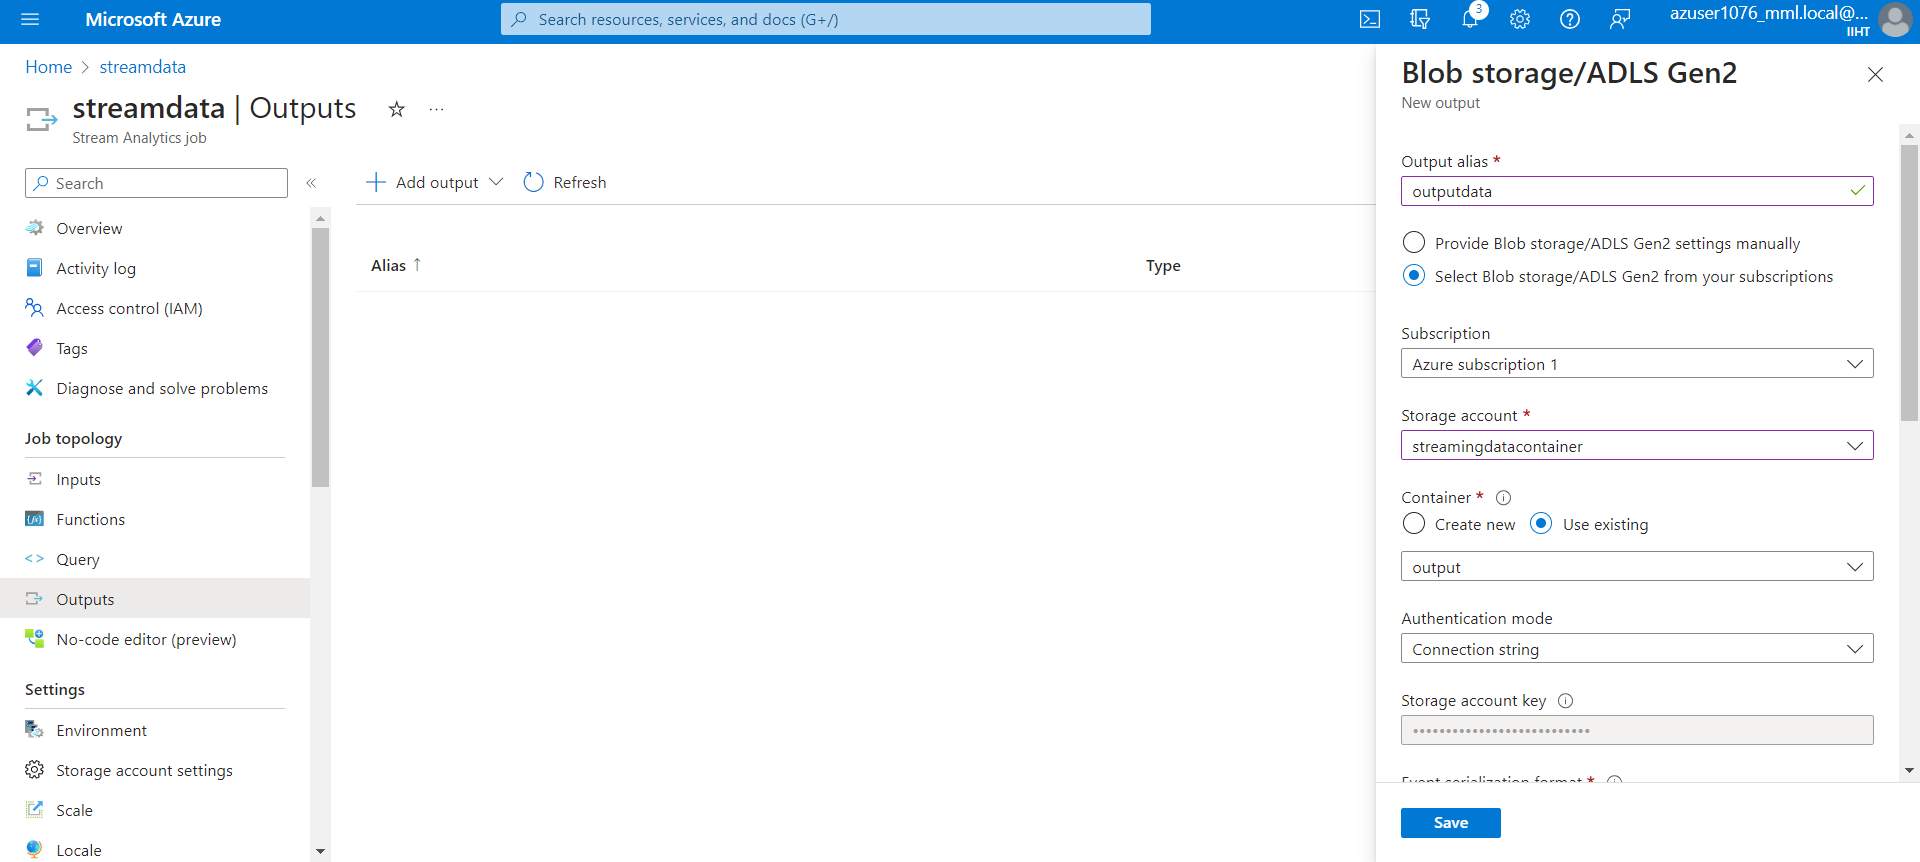 Microsoft Azure
Search resources, services, and docs (G+/)
3
azuser1076_mml.local@...
IIHT
Home > streamdata
streamdata | Outputs
Stream Analytics job
Search
«
Add output
Refresh
Overview
Activity log
Access control (IAM)
Tags
Diagnose and solve problems
Job topology
Inputs
Functions
Query
Outputs
No-code editor (preview)
Settings
Environment
Storage account settings
Scale
Locale
Alias ↑
Type
Blob storage/ADLS Gen2
New output
Output alias *
outputdata
Provide Blob storage/ADLS Gen2 settings manually
Select Blob storage/ADLS Gen2 from your subscriptions
Subscription
Azure subscription 1
Storage account *
streamingdatacontainer
Container *
Create new
Use existing
output
Authentication mode
Connection string
Storage account key
•••••••••••••••••••••••••••
Event serialization format *
Save